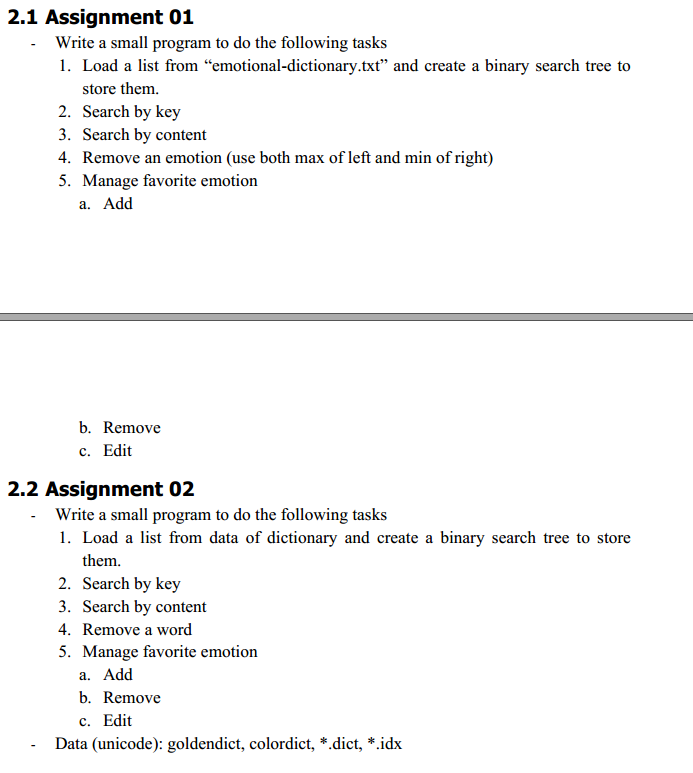 2.1 Assignment 01
- Write a small program to do the following tasks
1. Load a list from “emotional-dictionary.txt” and create a binary search tree to
store them.
2. Search by key
3. Search by content
4. Remove an emotion (use both max of left and min of right)
5. Manage favorite emotion
a. Add
b. Remove
c. Edit
2.2 Assignment 02
- Write a small program to do the following tasks
1. Load a list from data of dictionary and create a binary search tree to store
them.
2. Search by key
3. Search by content
4. Remove a word
5. Manage favorite emotion
a. Add
b. Remove
c. Edit
- Data (unicode): goldendict, colordict, *.dict, *.idx